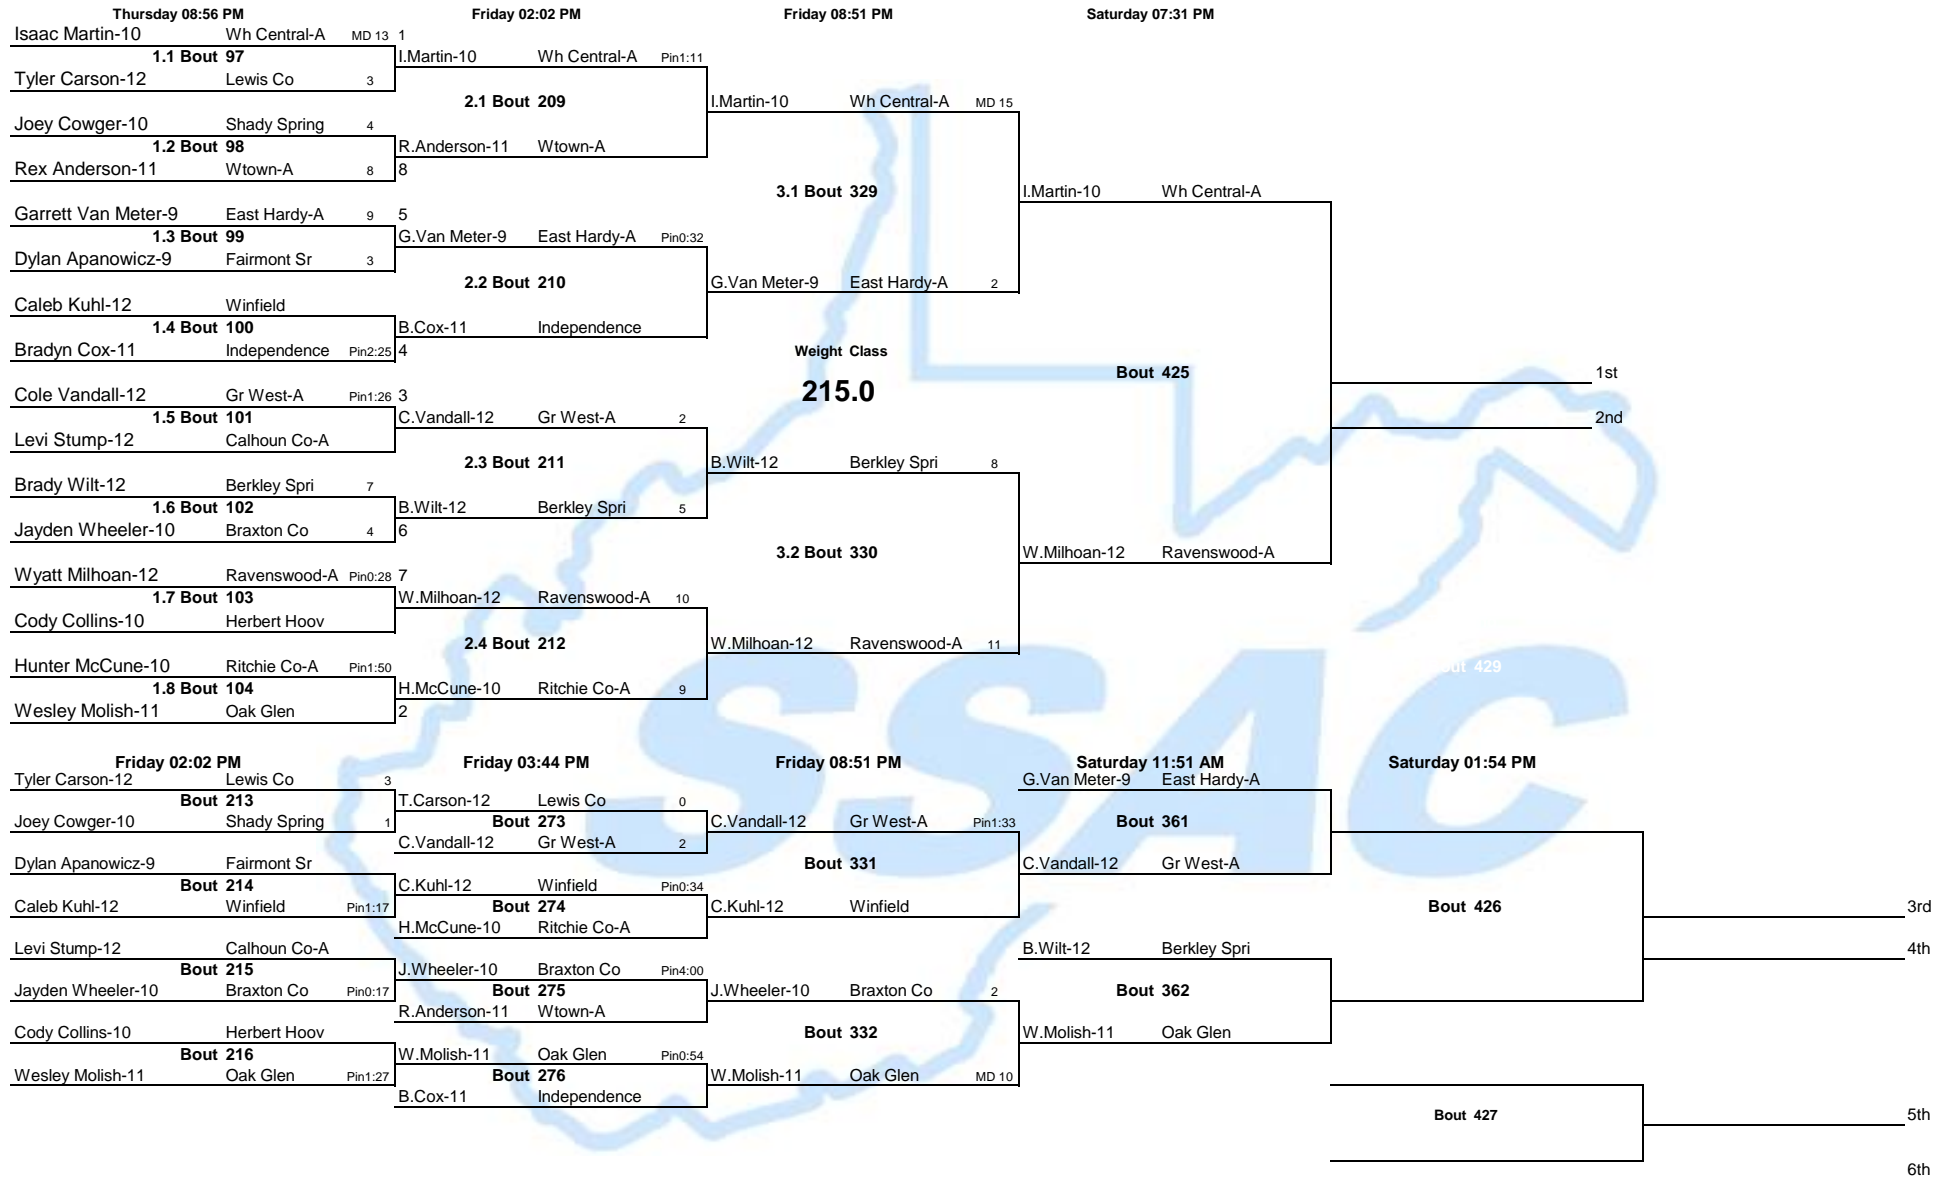 Thursday 08:56 PM Friday 02:02 PM Friday 08:51 PM Saturday 07:31 PM
Isaac Martin-10 Wh Central-A MD 13 1
1.1 Bout 97 I.Martin-10 Wh Central-A Pin1:11
Tyler Carson-12 Lewis Co 3
2.1 Bout 209 I.Martin-10 Wh Central-A MD 15
Joey Cowger-10 Shady Spring 4
1.2 Bout 98 R.Anderson-11 Wtown-A
Rex Anderson-11 Wtown-A 8 8
3.1 Bout 329 I.Martin-10 Wh Central-A
Garrett Van Meter-9 East Hardy-A 9 5
1.3 Bout 99 G.Van Meter-9 East Hardy-A Pin0:32
Dylan Apanowicz-9 Fairmont Sr 3
2.2 Bout 210 G.Van Meter-9 East Hardy-A 2
Caleb Kuhl-12 Winfield
1.4 Bout 100 B.Cox-11 Independence
Bradyn Cox-11 Independence Pin2:25 4 Weight Class
Bout 425 1st
Cole Vandall-12 Gr West-A Pin1:26 3 215.0
1.5 Bout 101 C.Vandall-12 Gr West-A 2 2nd
Levi Stump-12 Calhoun Co-A
2.3 Bout 211 B.Wilt-12 Berkley Spri 8
Brady Wilt-12 Berkley Spri 7
1.6 Bout 102 B.Wilt-12 Berkley Spri 5
Jayden Wheeler-10 Braxton Co 4 6
3.2 Bout 330 W.Milhoan-12 Ravenswood-A
Wyatt Milhoan-12 Ravenswood-A Pin0:28 7
1.7 Bout 103 W.Milhoan-12 Ravenswood-A 10
Cody Collins-10 Herbert Hoov
2.4 Bout 212 W.Milhoan-12 Ravenswood-A 11
Hunter McCune-10 Ritchie Co-A Pin1:50 429
1.8 Bout 104 H.McCune-10 Ritchie Co-A 9
Wesley Molish-11 Oak Glen 2
SSAC
Friday 02:02 PM Friday 03:44 PM Friday 08:51 PM Saturday 11:51 AM Saturday 01:54 PM
Tyler Carson-12 Lewis Co 3 G.Van Meter-9 East Hardy-A
Bout 213 T.Carson-12 Lewis Co 0
Joey Cowger-10 Shady Spring 1 Bout 273 C.Vandall-12 Gr West-A Pin1:33 Bout 361
C.Vandall-12 Gr West-A 2
Dylan Apanowicz-9 Fairmont Sr Bout 331 C.Vandall-12 Gr West-A
Bout 214 C.Kuhl-12 Winfield Pin0:34
Caleb Kuhl-12 Winfield Pin1:17 Bout 274 C.Kuhl-12 Winfield Bout 426 3rd
H.McCune-10 Ritchie Co-A
Levi Stump-12 Calhoun Co-A B.Wilt-12 Berkley Spri 4th
Bout 215 J.Wheeler-10 Braxton Co Pin4:00
Jayden Wheeler-10 Braxton Co Pin0:17 Bout 275 J.Wheeler-10 Braxton Co 2 Bout 362
R.Anderson-11 Wtown-A
Cody Collins-10 Herbert Hoov Bout 332 W.Molish-11 Oak Glen
Bout 216 W.Molish-11 Oak Glen Pin0:54
Wesley Molish-11 Oak Glen Pin1:27 Bout 276 W.Molish-11 Oak Glen MD 10
B.Cox-11 Independence
Bout 427 5th
6th